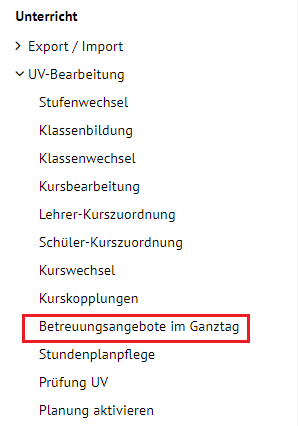 Unterricht
Export / Import
UV-Bearbeitung
Stufenwechsel
Klassenbildung
Klassenwechsel
Kursbearbeitung
Lehrer-Kurszuordnung
Schüler-Kurszuordnung
Kurswechsel
Kurskopplungen
Betreuungsangebote im Ganztag
Stundenplanpflege
Prüfung UV
Planung aktivieren